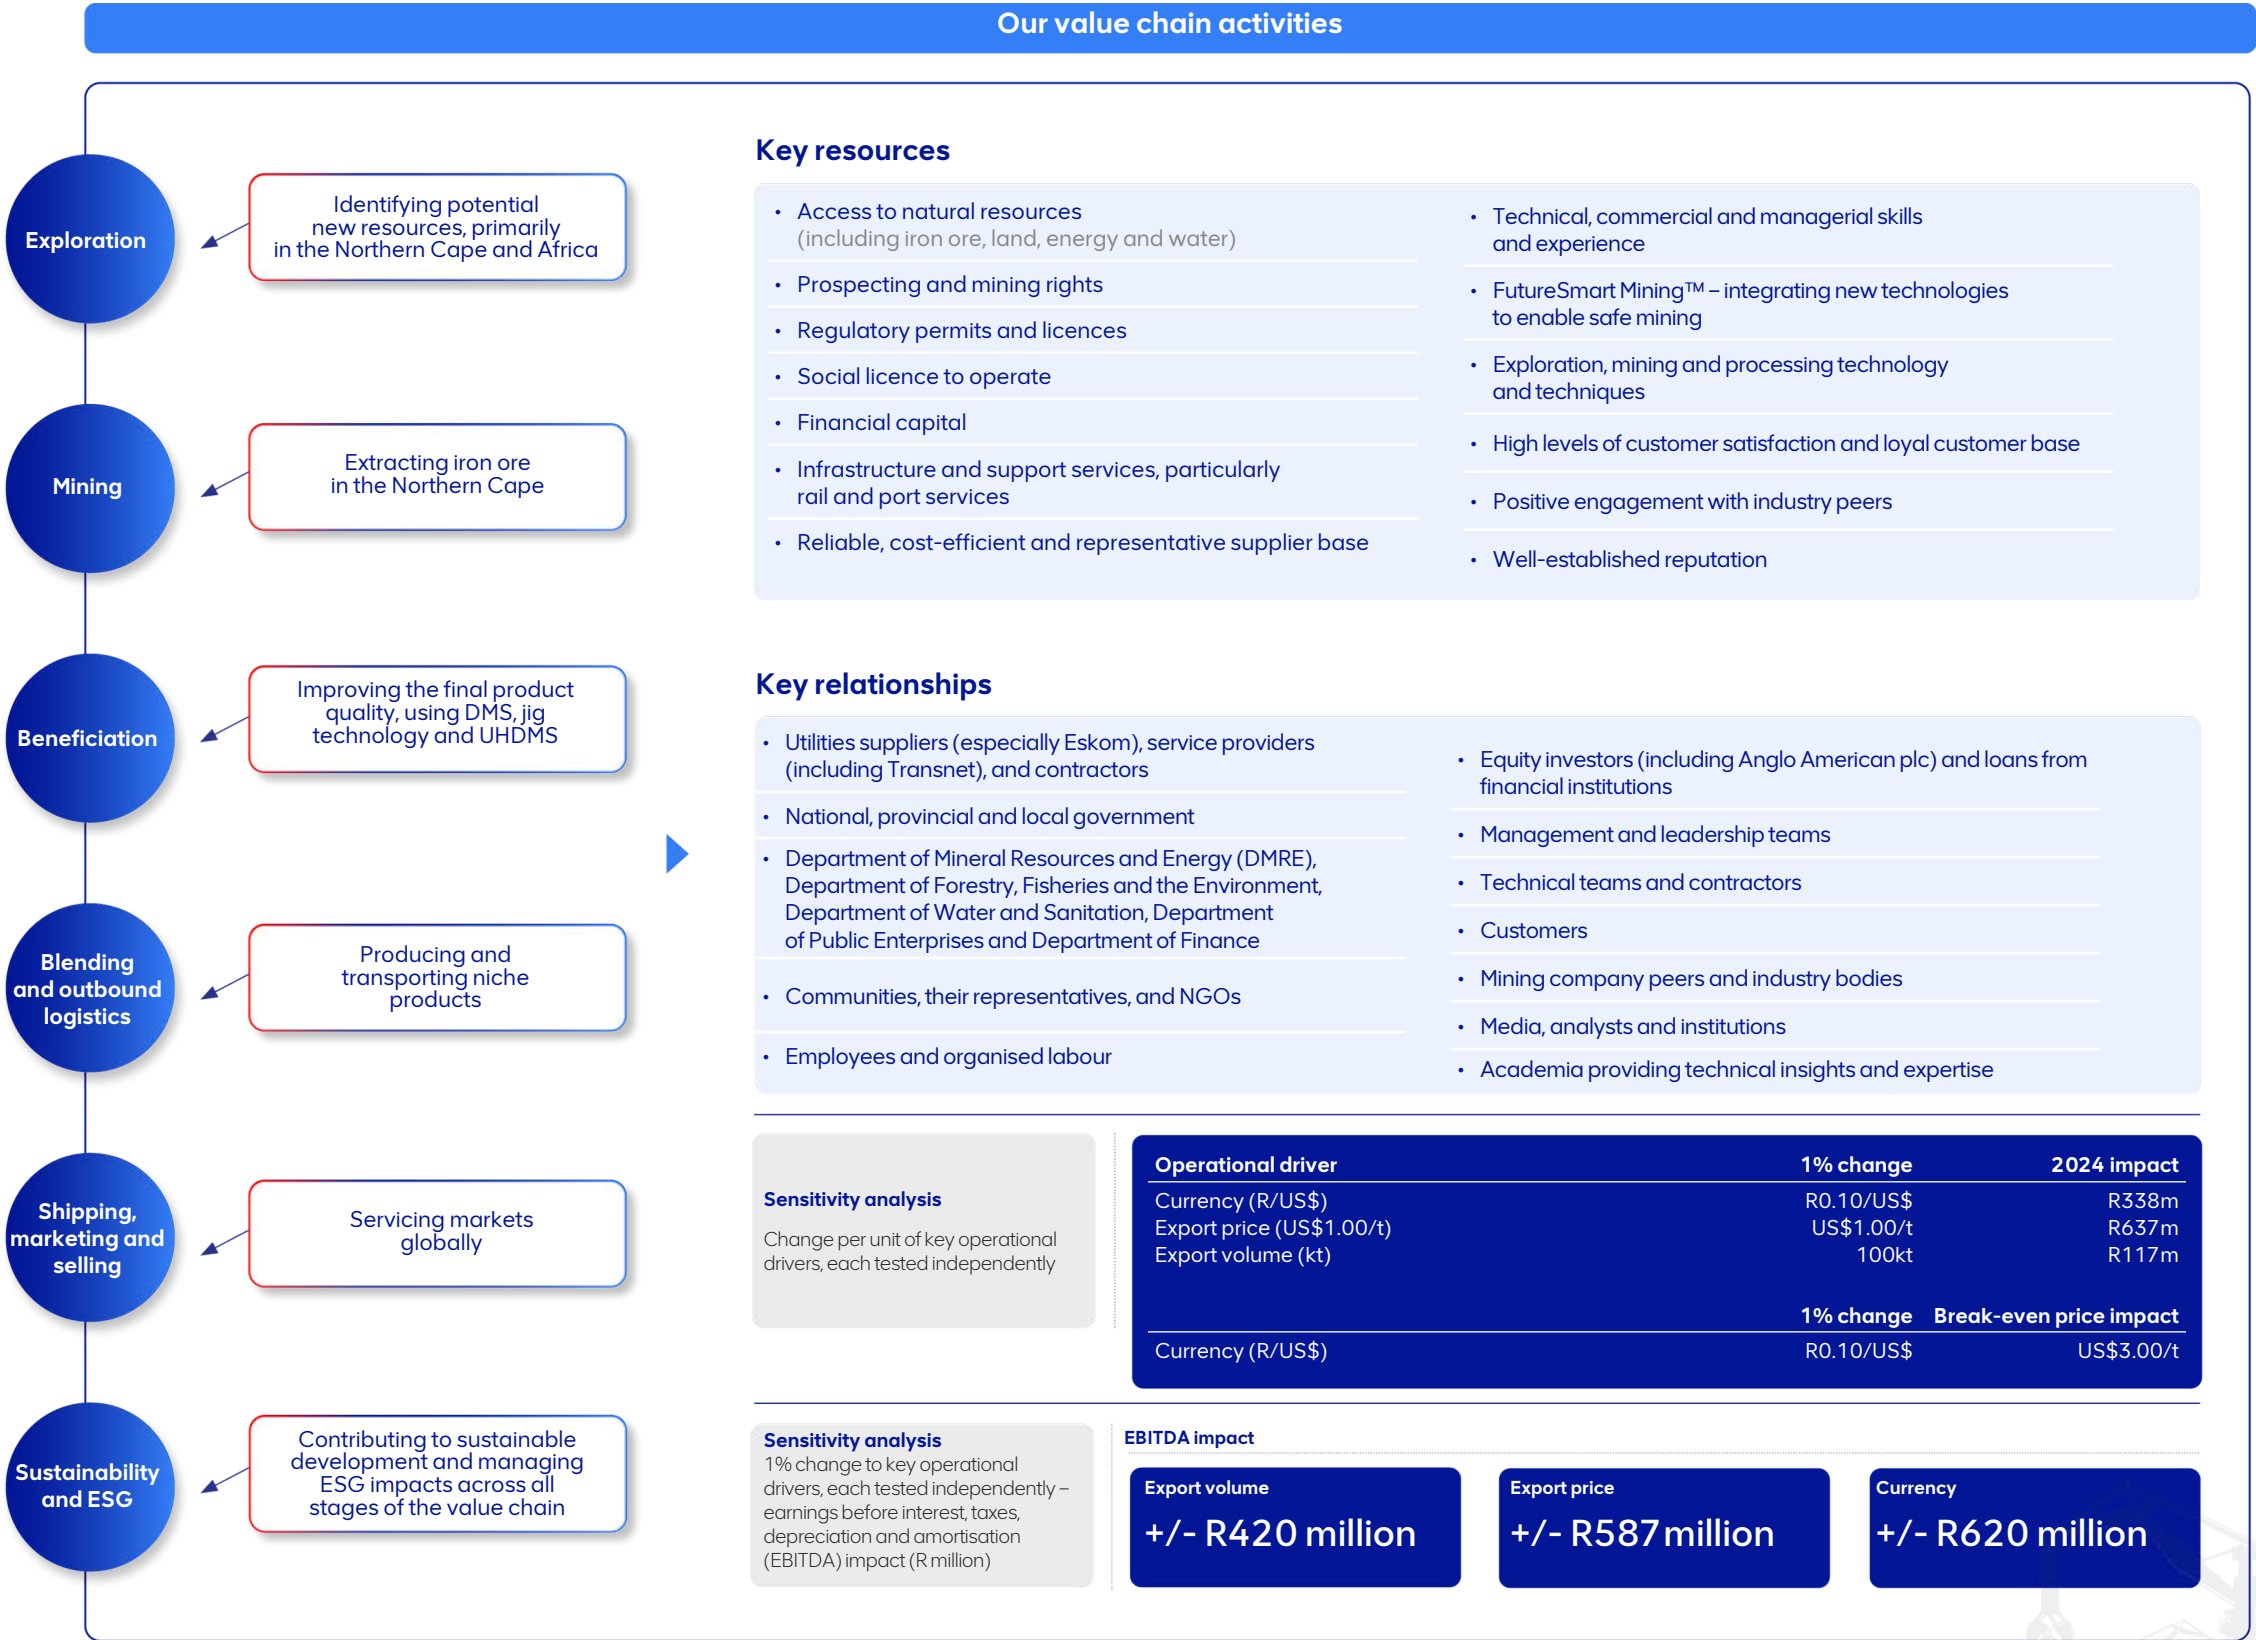 Our value chain activities
Exploration
Identifying potential
new resources, primarily
in the Northern Cape and Africa
Mining
Extracting iron ore
in the Northern Cape
Beneficiation
Improving the final product
quality, using DMS, jig
technology and UHDMS
Blending
and outbound
logistics
Producing and
transporting niche
products
Shipping,
marketing and
selling
Servicing markets
globally
Sustainability
and ESG
Contributing to sustainable
development and managing
ESG impacts across all
stages of the value chain
Key resources
• Access to natural resources
(including iron ore, land, energy and water)
• Prospecting and mining rights
• Regulatory permits and licences
• Social licence to operate
• Financial capital
• Infrastructure and support services, particularly
rail and port services
• Reliable, cost-efficient and representative supplier base
• Technical, commercial and managerial skills
and experience
• FutureSmart Mining™ – integrating new technologies
to enable safe mining
• Exploration, mining and processing technology
and techniques
• High levels of customer satisfaction and loyal customer base
• Positive engagement with industry peers
• Well-established reputation
Key relationships
• Utilities suppliers (especially Eskom), service providers
(including Transnet), and contractors
• National, provincial and local government
• Department of Mineral Resources and Energy (DMRE),
Department of Forestry, Fisheries and the Environment,
Department of Water and Sanitation, Department
of Public Enterprises and Department of Finance
• Communities, their representatives, and NGOs
• Employees and organised labour
• Equity investors (including Anglo American plc) and loans from
financial institutions
• Management and leadership teams
• Technical teams and contractors
• Customers
• Mining company peers and industry bodies
• Media, analysts and institutions
• Academia providing technical insights and expertise
Sensitivity analysis
Change per unit of key operational
drivers, each tested independently
Operational driver 1% change 2024 impact
Currency (R/US$) R0.10/US$ R338m
Export price (US$1.00/t) US$1.00/t R637m
Export volume (kt) 100kt R117m
1% change Break-even price impact
Currency (R/US$) R0.10/US$ US$3.00/t
Sensitivity analysis
1% change to key operational
drivers, each tested independently –
earnings before interest, taxes,
depreciation and amortisation
(EBITDA) impact (R million)
EBITDA impact
Export volume
+/- R420 million
Export price
+/- R587 million
Currency
+/- R620 million